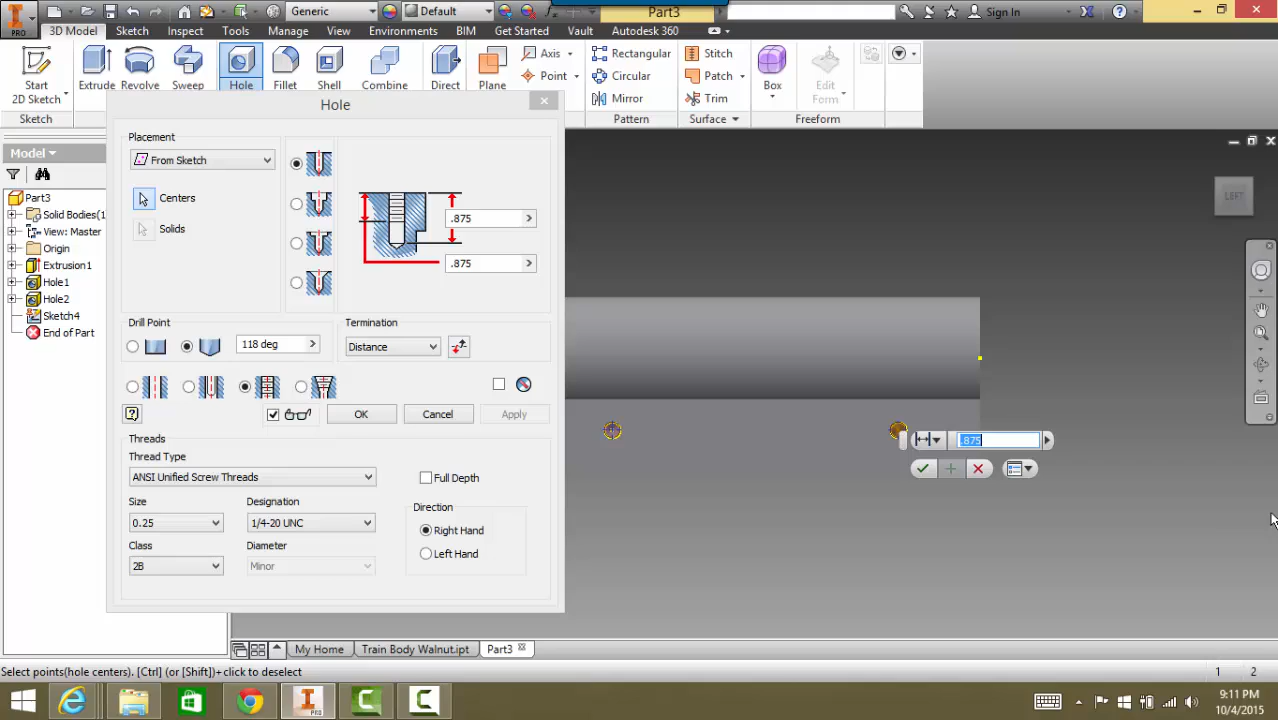 Generic
Default
Part3
Sign In
PRO
3D Model
Sketch
Inspect
Tools
Manage
View
Environments
BIM
Get Started
Vault
Autodesk 360
Start
2D Sketch
Extrude
Revolve
Sweep
Hole
Fillet
Shell
Combine
Direct
Plane
Axis
Point
Rectangular
Circular
Mirror
Stitch
Patch
Trim
Box
Edit
Form
Sketch
Pattern
Surface
Freeform
Hole
Model
Part3
Solid Bodies(1
View: Master
Origin
Extrusion1
Hole1
Hole2
Sketch4
End of Part
Placement
From Sketch
Centers
Solids
.875
.875
Drill Point
118 deg
Termination
Distance
OK
Cancel
Apply
Threads
Thread Type
ANSI Unified Screw Threads
Full Depth
Size
Designation
0.25
1/4-20 UNC
Class
Diameter
2B
Minor
Direction
Right Hand
Left Hand
LEFT
.875
My Home
Train Body Walnut.ipt
Part3
Select points(hole centers). [Ctrl] (or [Shift])+click to deselect
1
2
PRO
9:11 PM
10/4/2015